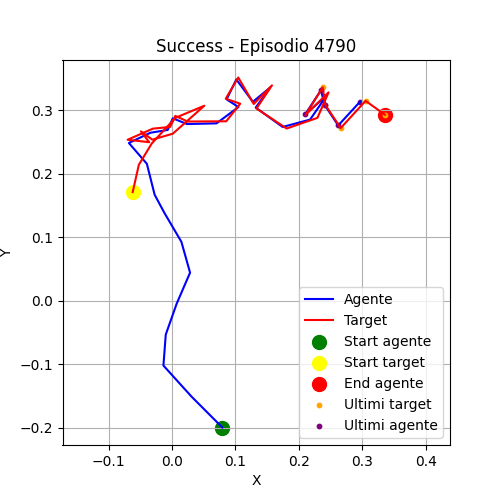 Success - Episodio 4790
Y
0.3
0.2
0.1
0.0
−0.1
−0.2
Agente
Target
Start agente
Start target
End agente
Ultimi target
Ultimi agente
−0.1
0.0
0.1
0.2
0.3
0.4
X